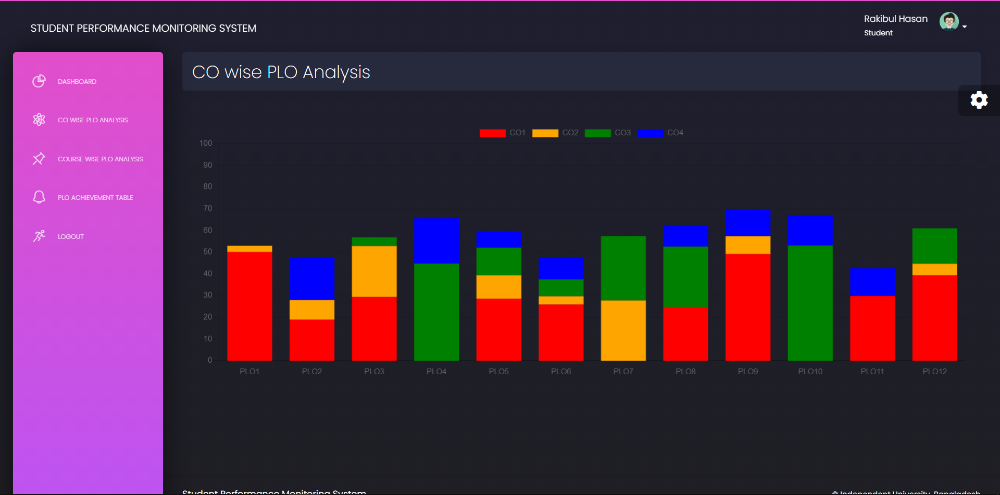 STUDENT PERFORMANCE MONITORING SYSTEM
Rakibul Hasan
Student
DASHBOARD
CO WISE PLO ANALYSIS
COURSE WISE PLO ANALYSIS
PLO ACHIEVEMENT TABLE
LOGOUT
CO wise PLO Analysis
CO1 CO2 CO3 CO4
100
90
80
70
60
50
40
30
20
10
0
PLO1 PLO2 PLO3 PLO4 PLO5 PLO6 PLO7 PLO8 PLO9 PLO10 PLO11 PLO12
Student Performance Monitoring System
© Independent University, Bangladesh